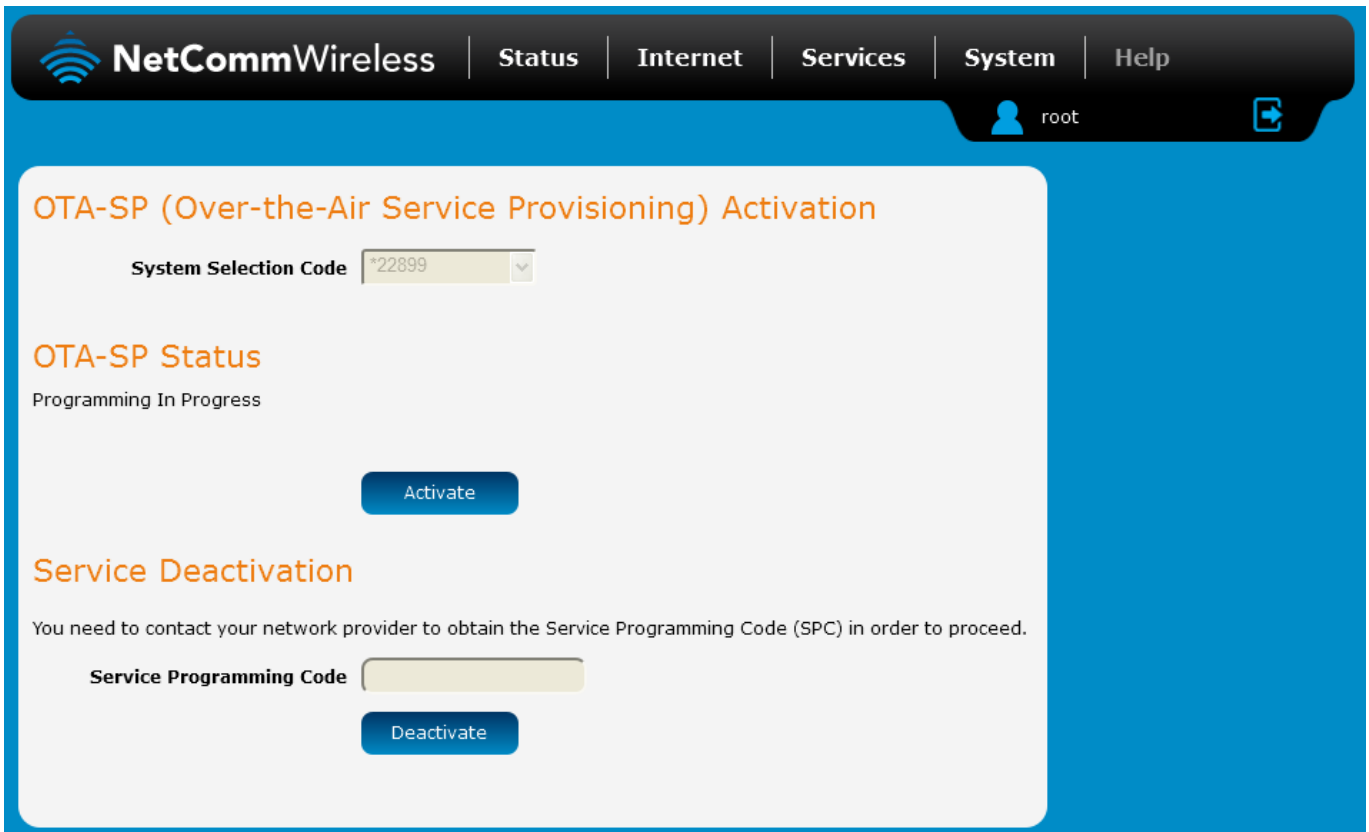 NetCommWireless Status Internet Services System Help
root
OTA-SP (Over-the-Air Service Provisioning) Activation
System Selection Code *22899
OTA-SP Status
Programming In Progress
Activate
Service Deactivation
You need to contact your network provider to obtain the Service Programming Code (SPC) in order to proceed.
Service Programming Code
Deactivate